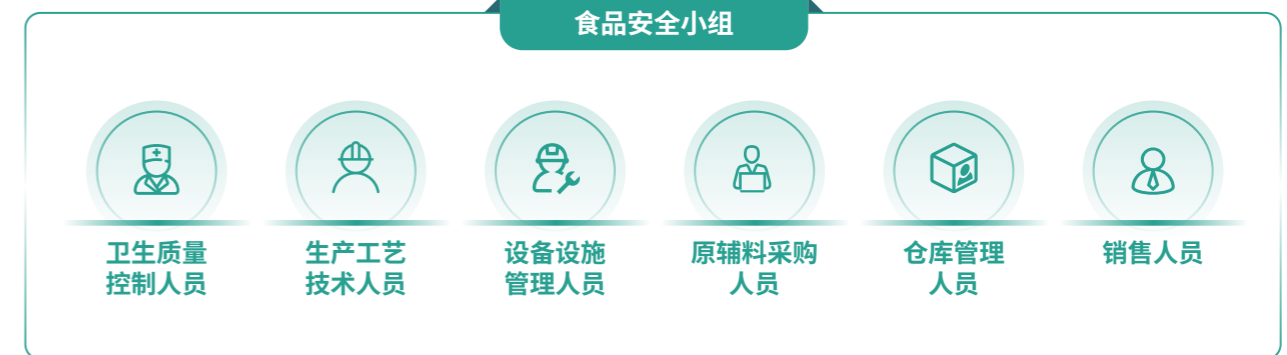 食品安全小组
卫生质量
控制人员
生产工艺
技术人员
设备设施
管理人员
原辅料采购
人员
仓库管理
人员
销售人员